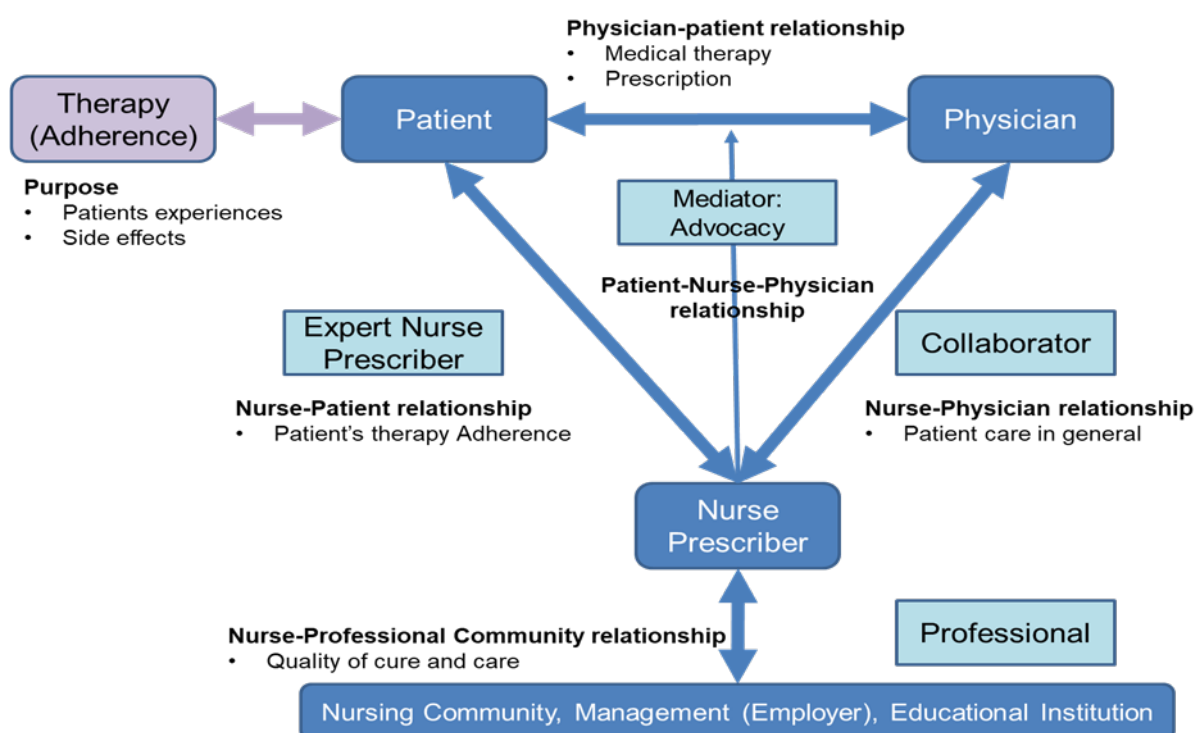 Physician-patient relationship
• Medical therapy
• Prescription
Therapy
(Adherence)
Patient
Physician
Purpose
• Patients experiences
• Side effects
Mediator:
Advocacy
Patient-Nurse-Physician
relationship
Expert Nurse
Prescriber
Collaborator
Nurse-Patient relationship
• Patient’s therapy Adherence
Nurse-Physician relationship
• Patient care in general
Nurse
Prescriber
Nurse-Professional Community relationship
• Quality of cure and care
Professional
Nursing Community, Management (Employer), Educational Institution